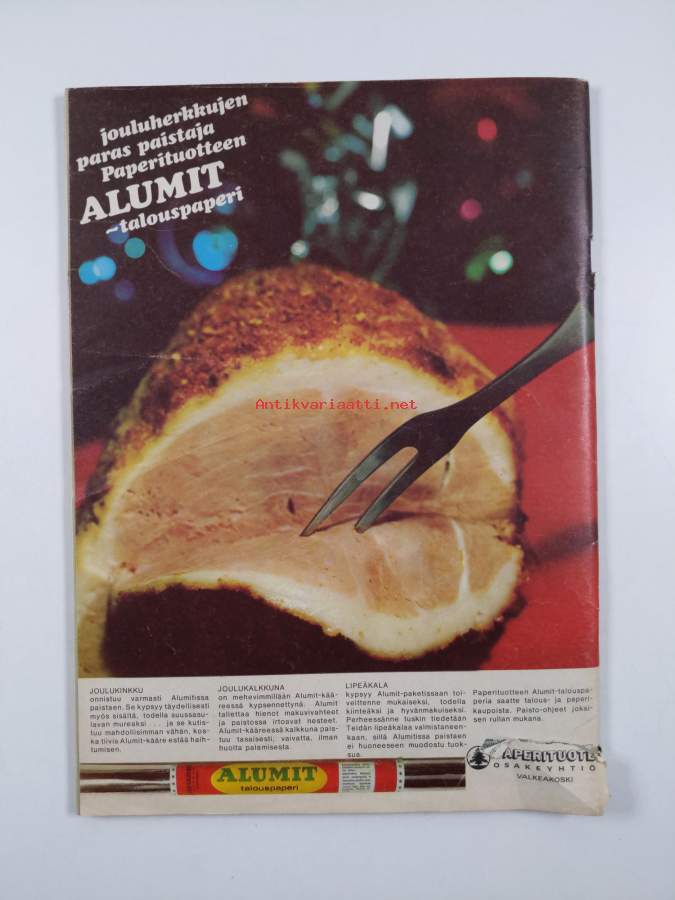 jouluherkkujen
paras paistaja
Paperituotteen
ALUMIT
~talouspaperi
Antikvariaatti.net
JOULUKINKKU
onnistuu varmasti Alumitissa
paistaen. Se kypsyy täydellisesti
myös sisältä, todella suussasu-
lavan mureaksi . . . ja se kutis-
tuu mahdollisimman vähän, kos-
ka tiivis Alumit-kääre estää haih-
tumisen.
JOULUKALKKUNA
on mehevimmillään Alumit-kää-
reessä kypsennettynä. Alumit
tallettaa hienot makuvivahteet
ja paistossa irtoavat nesteet.
Alumit-kääreessä kalkkuna pais-
tuu tasaisesti, vaivatta, ilman
huolta palamisesta.
LIPEÄKALA
kypsyy Alumit-paketissaan toi-
veittenne mukaiseksi, todella
kiinteäksi ja hyvänmakuiseksi.
Perheessänne tuskin tiedetään
Teidän lipeäkalaa valmistaneen-
kaan, sillä Alumitissa paistaen
ei huoneeseen muodostu tuok-
sua.
Paperituotteen Alumit-talouspa-
peria saatte talous- ja paperi-
kaupoista. Paisto-ohjeet jokai-
sen rullan mukana.
ALUMIT
talouspaperi
APERITUOTE
OSAKEYHTIÖ
VALKEAKOSKI